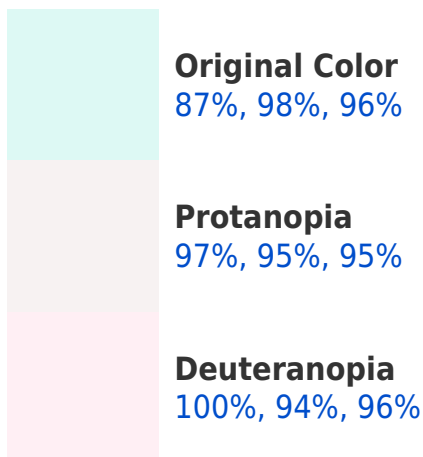 Original Color
87%, 98%, 96%
Protanopia
97%, 95%, 95%
Deuteranopia
100%, 94%, 96%